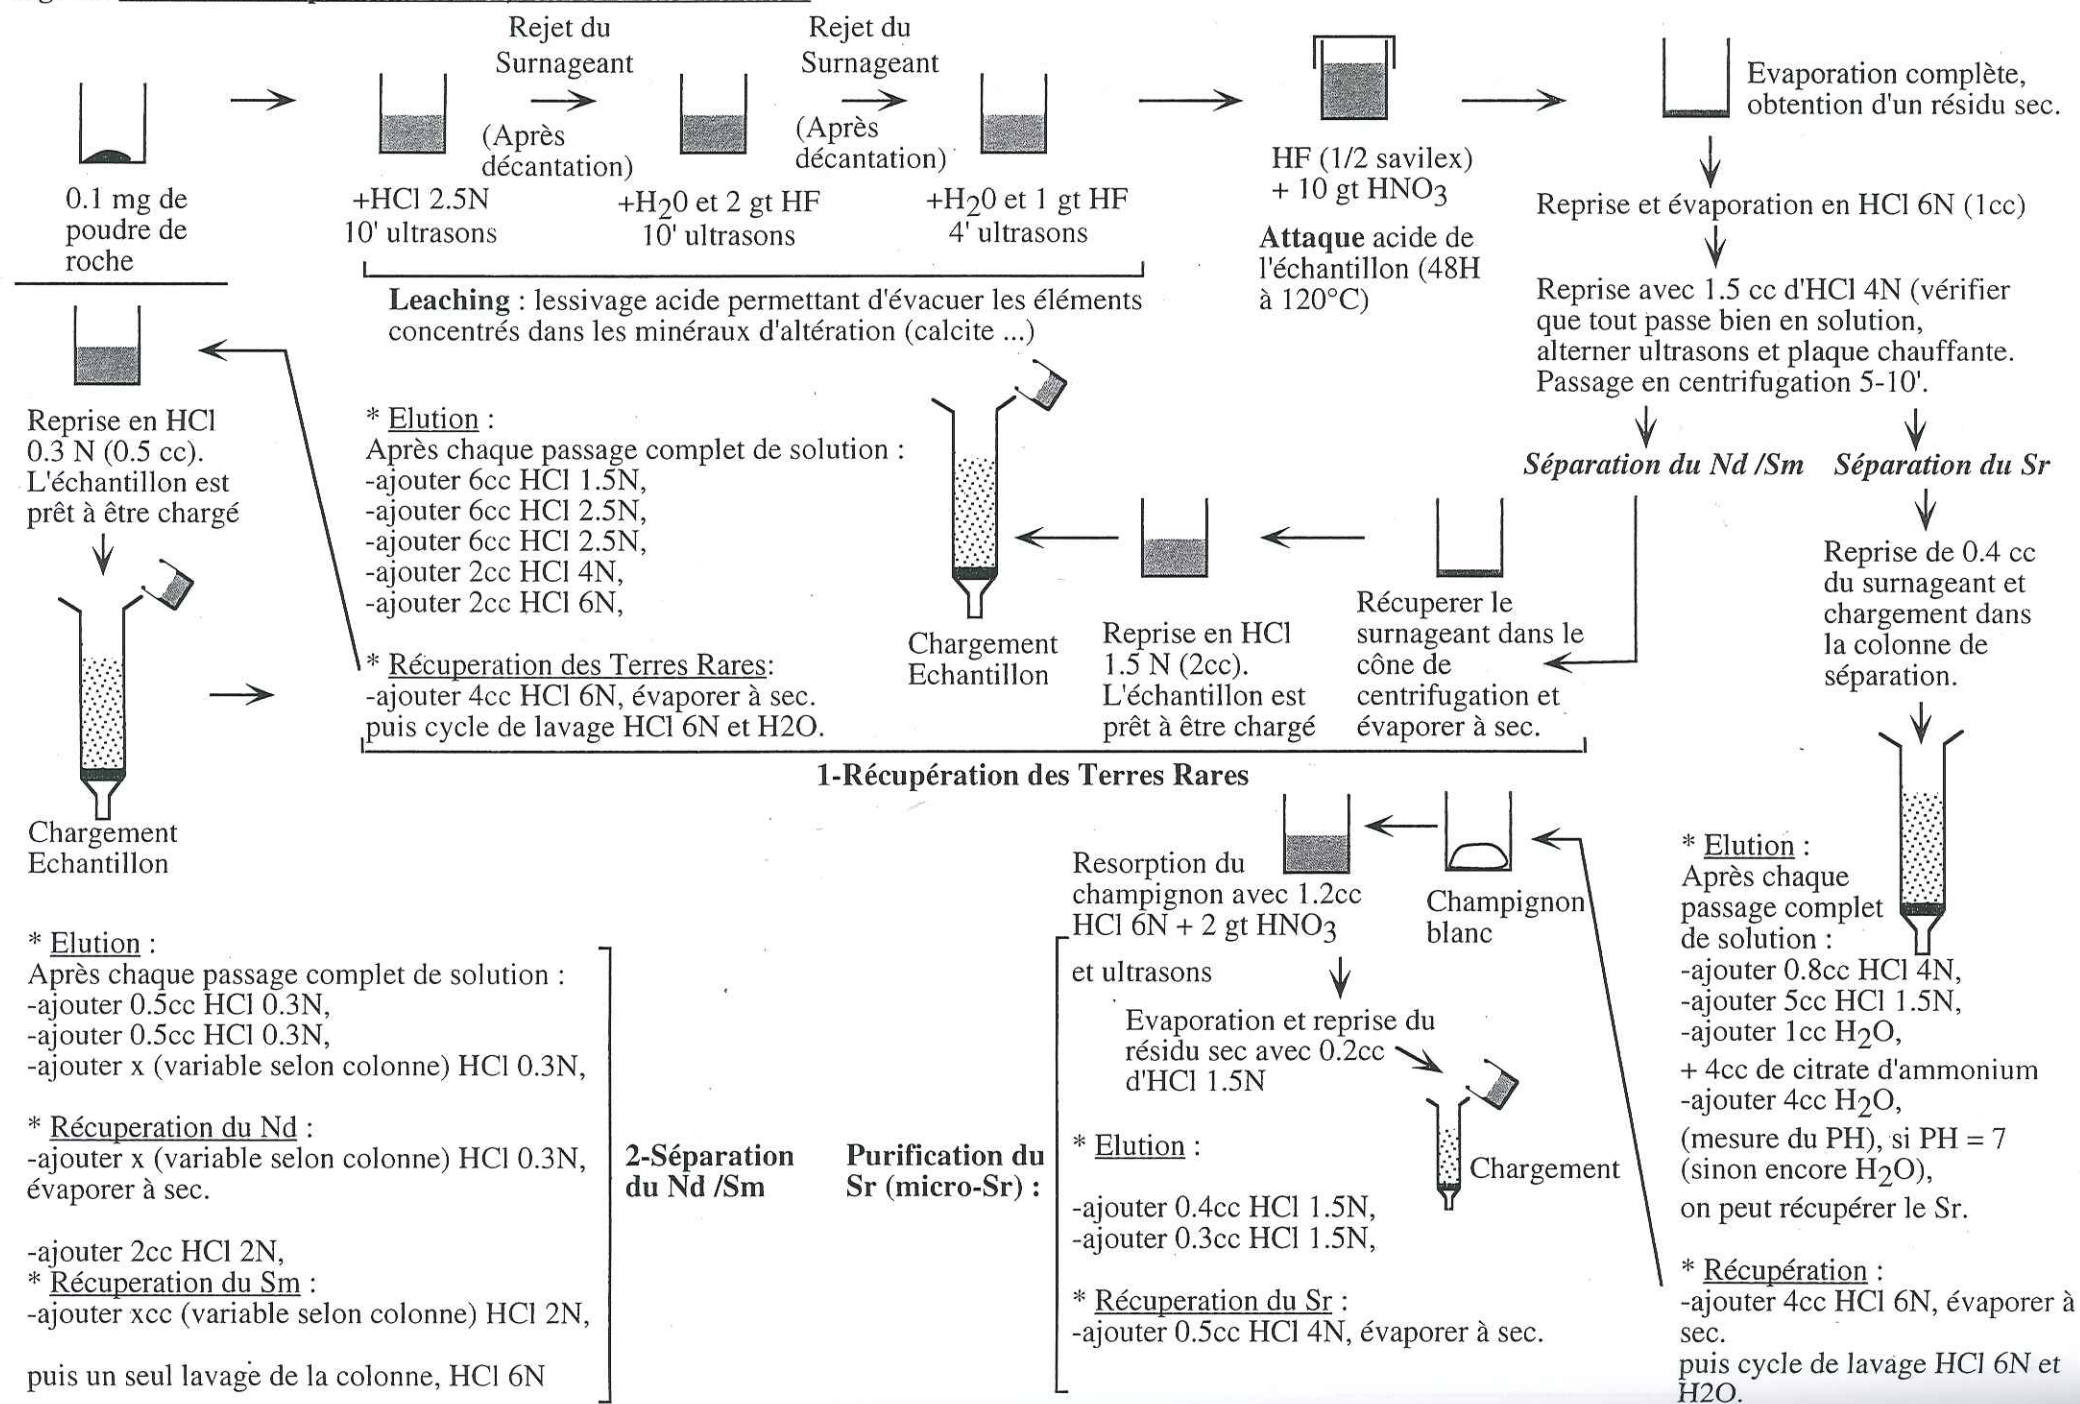 Rejet du
Surnageant
(Après
décantation)
Rejet du
Surnageant
(Après
décantation)
0.1 mg de
poudre de
roche
+HCl 2.5N
10' ultrasons
+H20 et 2 gt HF
10' ultrasons
+H20 et 1 gt HF
4' ultrasons
Leaching : lessivage acide permettant d'évacuer les éléments
concentrés dans les minéraux d'altération (calcite ...)
HF (1/2 savilex)
+ 10 gt HNO3
Attaque acide de
l'échantillon (48H
à 120°C)
Evaporation complète,
obtention d'un résidu sec.
Reprise et évaporation en HCl 6N (1cc)
Reprise avec 1.5 cc d'HCl 4N (vérifier
que tout passe bien en solution,
alterner ultrasons et plaque chauffante.
Passage en centrifugation 5-10'.
Séparation du Nd /Sm
Séparation du Sr
Récuperer le
surnageant dans le
cône de
centrifugation et
évaporer à sec.
Reprise en HCl
1.5 N (2cc).
L'échantillon est
prêt à être chargé
Chargement
Echantillon
* Elution :
Après chaque passage complet de solution :
-ajouter 6cc HCl 1.5N,
-ajouter 6cc HCl 2.5N,
-ajouter 6cc HCl 2.5N,
-ajouter 2cc HCl 4N,
-ajouter 2cc HCl 6N,
* Récuperation des Terres Rares:
-ajouter 4cc HCl 6N, évaporer à sec.
puis cycle de lavage HCl 6N et H2O.
1-Récupération des Terres Rares
Reprise en HCl
0.3 N (0.5 cc).
L'échantillon est
prêt à être chargé
Chargement
Echantillon
* Elution :
Après chaque passage complet de solution :
-ajouter 0.5cc HCl 0.3N,
-ajouter 0.5cc HCl 0.3N,
-ajouter x (variable selon colonne) HCl 0.3N,
* Récuperation du Nd :
-ajouter x (variable selon colonne) HCl 0.3N,
évaporer à sec.
-ajouter 2cc HCl 2N,
* Récuperation du Sm :
-ajouter xcc (variable selon colonne) HCl 2N,
puis un seul lavage de la colonne, HCl 6N
2-Séparation
du Nd /Sm
Reprise de 0.4 cc
du surnageant et
chargement dans
la colonne de
séparation.
* Elution :
Après chaque
passage complet
de solution :
-ajouter 0.8cc HCl 4N,
-ajouter 5cc HCl 1.5N,
-ajouter 1cc H2O,
+ 4cc de citrate d'ammonium
-ajouter 4cc H2O,
(mesure du PH), si PH = 7
(sinon encore H2O),
on peut récupérer le Sr.
* Récupération :
-ajouter 4cc HCl 6N, évaporer à
sec.
puis cycle de lavage HCl 6N et
H2O.
Champignon
blanc
Resorption du
champignon avec 1.2cc
HCl 6N + 2 gt HNO3
et ultrasons
Evaporation et reprise du
résidu sec avec 0.2cc
d'HCl 1.5N
Chargement
Purification du
Sr (micro-Sr) :
* Elution :
-ajouter 0.4cc HCl 1.5N,
-ajouter 0.3cc HCl 1.5N,
* Récuperation du Sr :
-ajouter 0.5cc HCl 4N, évaporer à sec.